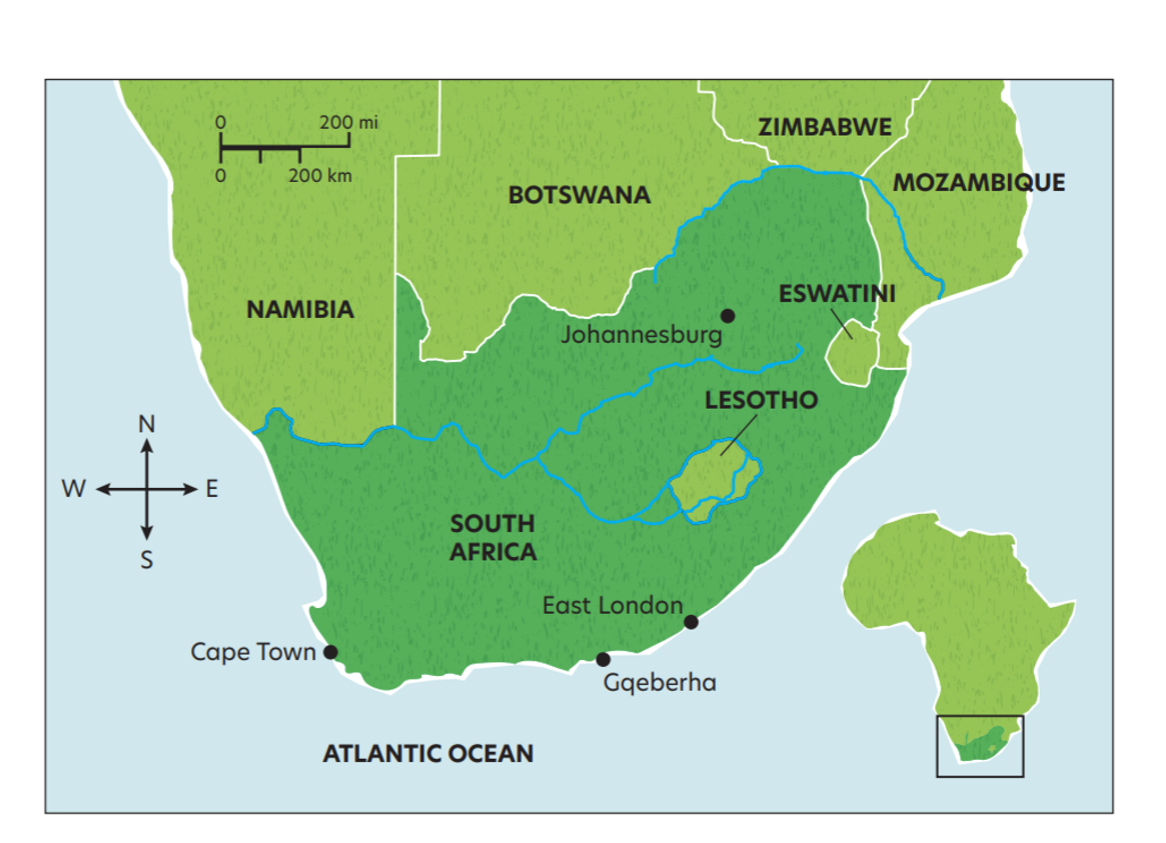 0 200 mi
0 200 km
ZIMBABWE
MOZAMBIQUE
BOTSWANA
NAMIBIA
ESWATINI
Johannesburg
LESOTHO
N
W E
S
SOUTH
AFRICA
East London
Cape Town
Gqeberha
ATLANTIC OCEAN